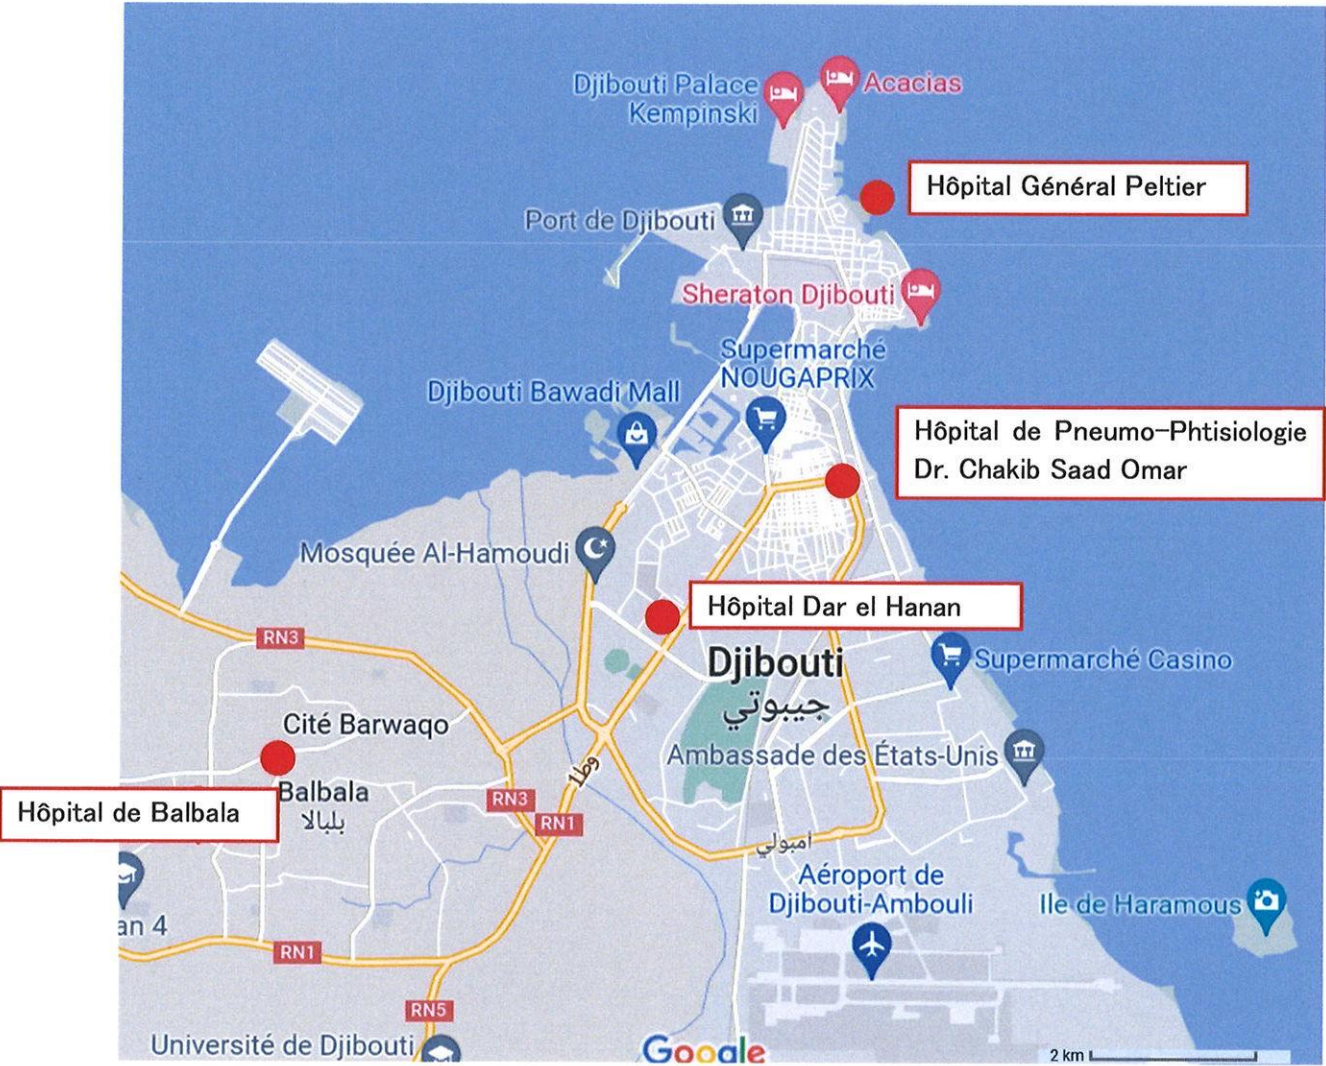 Djibouti Palace
Kempinski
Acacias
Hôpital Général Peltier
Port de Djibouti
Sheraton Djibouti
Supermarché
NOUGAPRIX
Djibouti Bawadi Mall
Hôpital de Pneumo-Phtisiologie
Dr. Chakib Saad Omar
Mosquée Al-Hamoudi
Hôpital Dar el Hanan
RN3
Djibouti
جيبوتي
Supermarché Casino
Cité Barwaqo
Ambassade des États-Unis
وط1
Balbala
بلبالا
Hôpital de Balbala
RN3
RN1
أمبولي
Aéroport de
Djibouti-Ambouli
Ile de Haramous
an 4
RN1
RN5
Université de Djibouti
Google
2 km